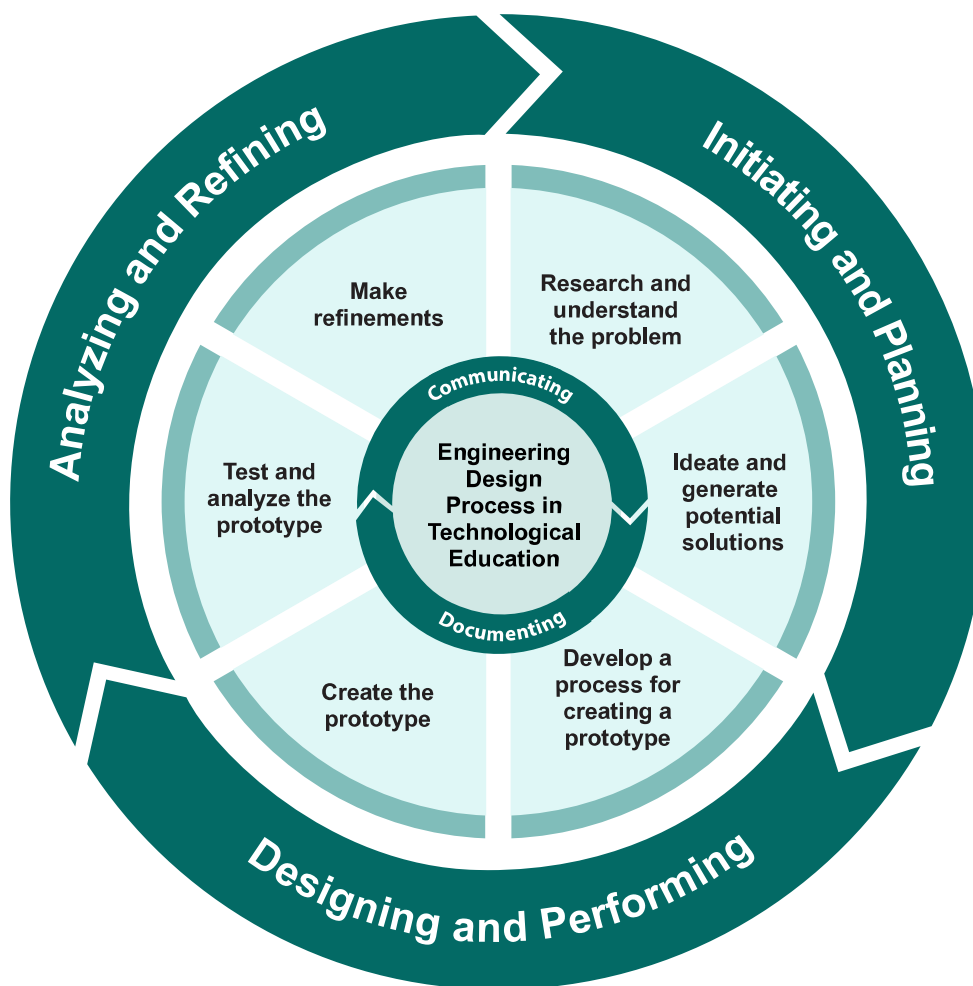 Initiating and Planning
Designing and Performing
Analyzing and Refining
Research and
understand
the problem
Ideate and
generate
potential
solutions
Develop a
process for
creating a
prototype
Create the
prototype
Test and
analyze the
prototype
Make
refinements
Communicating
Documenting
Engineering
Design
Process in
Technological
Education